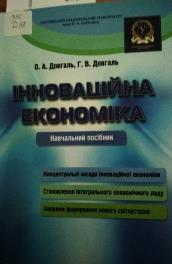 О. А. Довгаль, Г. В. Довгаль
ІННОВАЦІЙНА
ЕКОНОМІКА
Навчальний посібник
Концептуальні засади інноваційної економіки
Становлення інтегрального економічного ладу
Напрями формування нового світоустрою